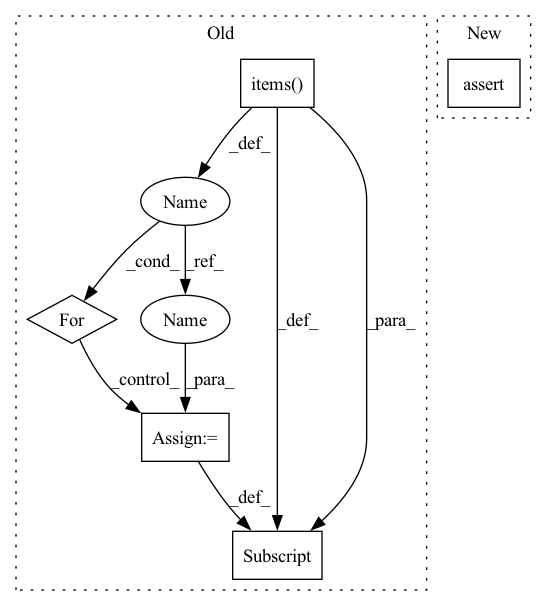 Old
New
items()
assert
_def_
Name
_cond_
_ref_
For
Name
_def_
_para_
_control_
_para_
Assign:=
_def_
Subscript